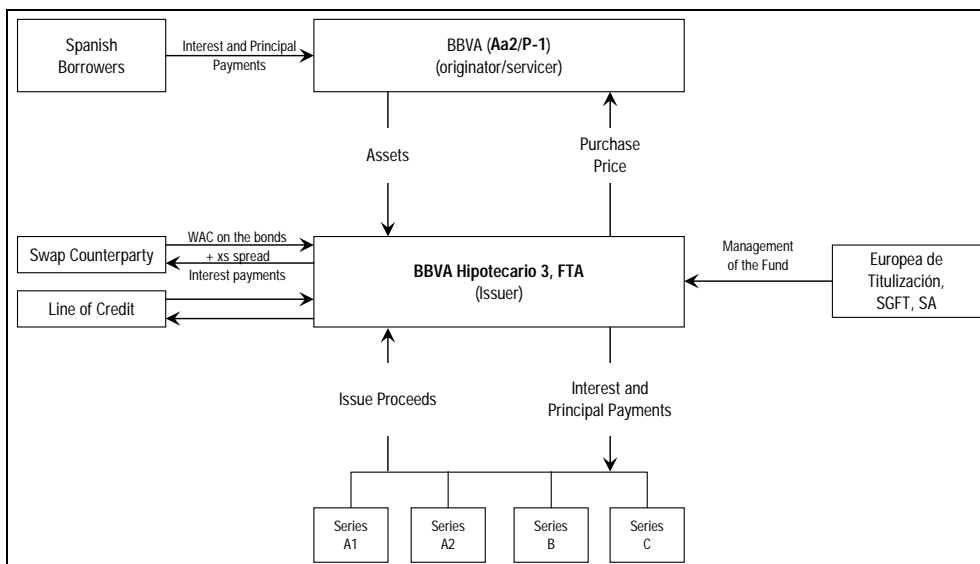 Spanish
Borrowers
Interest and Principal
Payments
BBVA (Aa2/P-1)
(originator/servicer)
Assets
Purchase
Price
Swap Counterparty
WAC on the bonds
+ xs spread
Interest payments
Line of Credit
BBVA Hipotecario 3, FTA
(Issuer)
Management
of the Fund
Europea de
Titulización,
SGFT, SA
Issue Proceeds
Interest and
Principal Payments
Series
A1
Series
A2
Series
B
Series
C